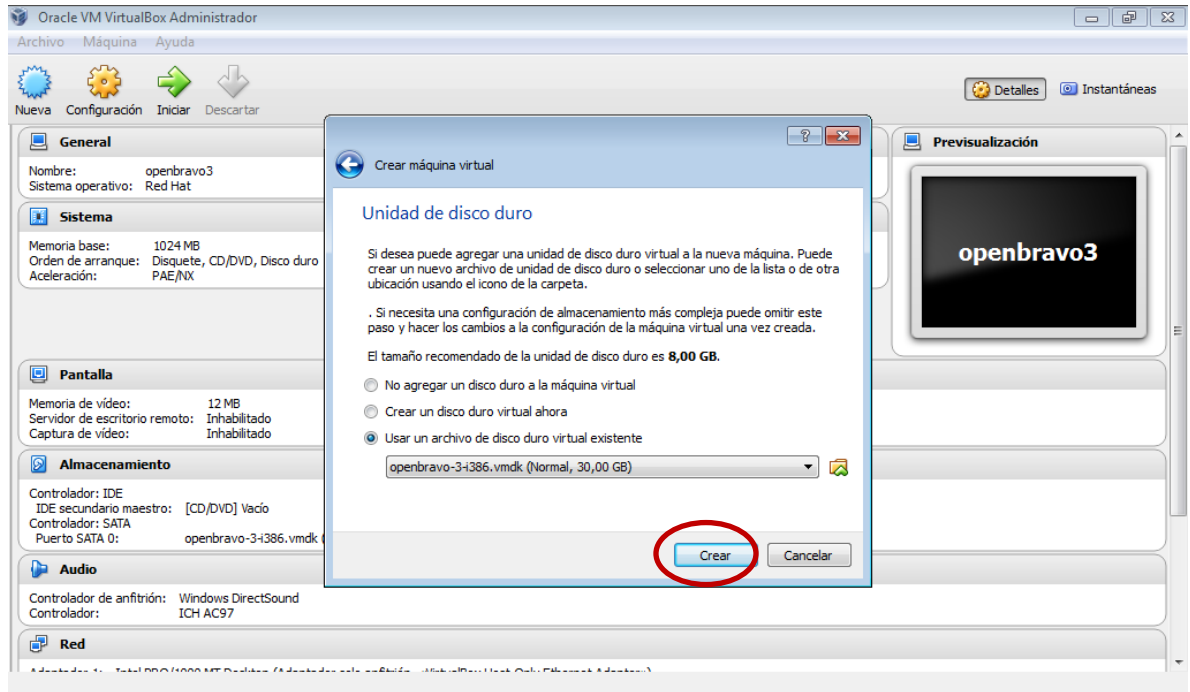 Oracle VM VirtualBox Administrador
Archivo Máquina Ayuda
Nueva Configuración Iniciar Descartar
Detalles Instantáneas
General
Nombre: openbravo3
Sistema operativo: Red Hat
Sistema
Memoria base: 1024 MB
Orden de arranque: Disquete, CD/DVD, Disco duro
Aceleración: PAE/NX
Pantalla
Memoria de vídeo: 12 MB
Servidor de escritorio remoto: Inhabilitado
Captura de vídeo: Inhabilitado
Almacenamiento
Controlador: IDE
IDE secundario maestro: [CD/DVD] Vacío
Controlador: SATA
Puerto SATA 0: openbravo-3-i386.vmdk (
Audio
Controlador de anfitrión: Windows DirectSound
Controlador: ICH AC97
Red
Previsualización
openbravo3
Crear máquina virtual
Unidad de disco duro
Si desea puede agregar una unidad de disco duro virtual a la nueva máquina. Puede
crear un nuevo archivo de unidad de disco duro o seleccionar uno de la lista o de otra
ubicación usando el icono de la carpeta.
. Si necesita una configuración de almacenamiento más compleja puede omitir este
paso y hacer los cambios a la configuración de la máquina virtual una vez creada.
El tamaño recomendado de la unidad de disco duro es 8,00 GB.
No agregar un disco duro a la máquina virtual
Crear un disco duro virtual ahora
Usar un archivo de disco duro virtual existente
openbravo-3-i386.vmdk (Normal, 30,00 GB)
Crear Cancelar